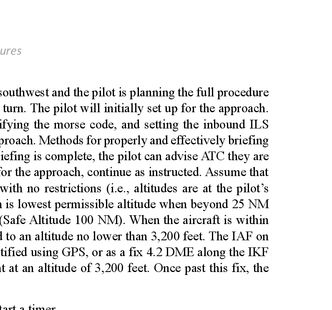 ures
southwest and the pilot is planning the full procedure
turn. The pilot will initially set up for the approach.
ifying the morse code, and setting the inbound ILS
proach. Methods for properly and effectively briefing
iefing is complete, the pilot can advise ATC they are
for the approach, continue as instructed. Assume that
with no restrictions (i.e., altitudes are at the pilot’s
is lowest permissible altitude when beyond 25 NM
(Safe Altitude 100 NM). When the aircraft is within
d to an altitude no lower than 3,200 feet. The IAF on
tified using GPS, or as a fix 4.2 DME along the IKF
t at an altitude of 3,200 feet. Once past this fix, the
tart a timer